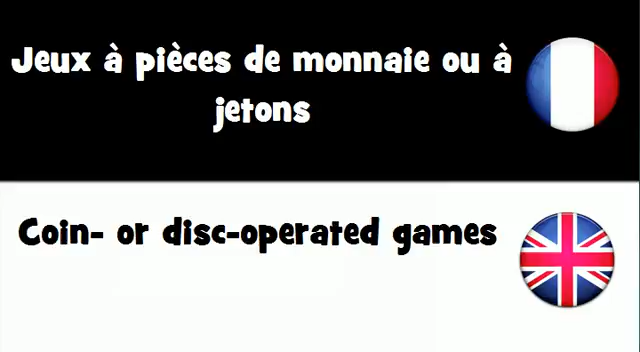 Jeux à pièces de monnaie ou à
jetons
Coin- or disc-operated games